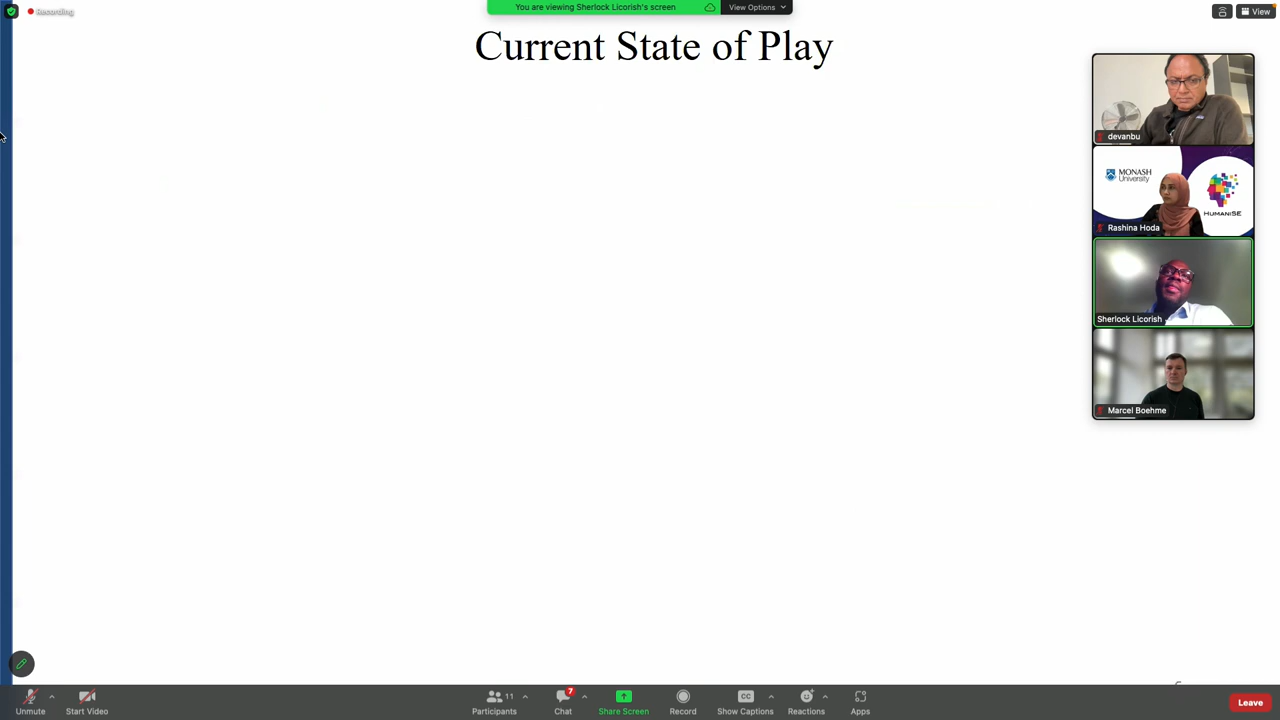 Recording
You are viewing Sherlock Licorish's screen
View Options
View
Current State of Play
devanbu
MONASH
University
HUMANISE
Rashina Hoda
Sherlock Licorish
Marcel Boehme
Unmute
Start Video
11
Participants
7
Chat
Share Screen
Record
CC
Show Captions
Reactions
Apps
Leave